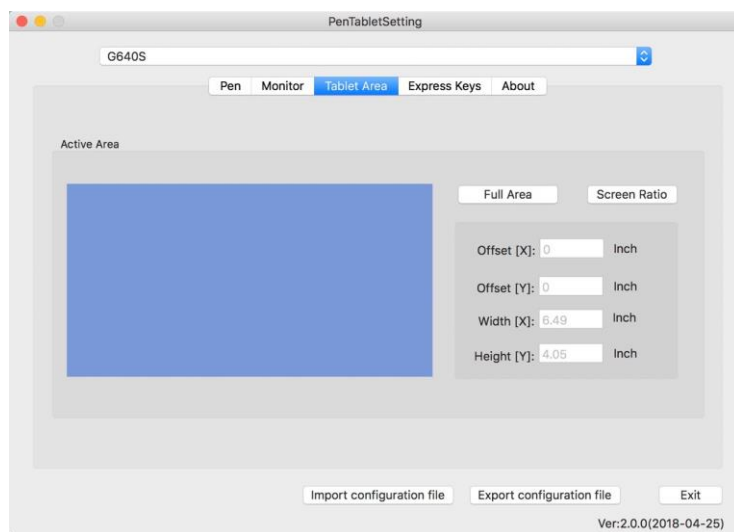 PenTabletSetting
G640S
Pen Monitor Tablet Area Express Keys About
Active Area
Full Area Screen Ratio
Offset [X]: 0 Inch
Offset [Y]: 0 Inch
Width [X]: 6.49 Inch
Height [Y]: 4.05 Inch
Import configuration file Export configuration file Exit
Ver:2.0.0(2018-04-25)